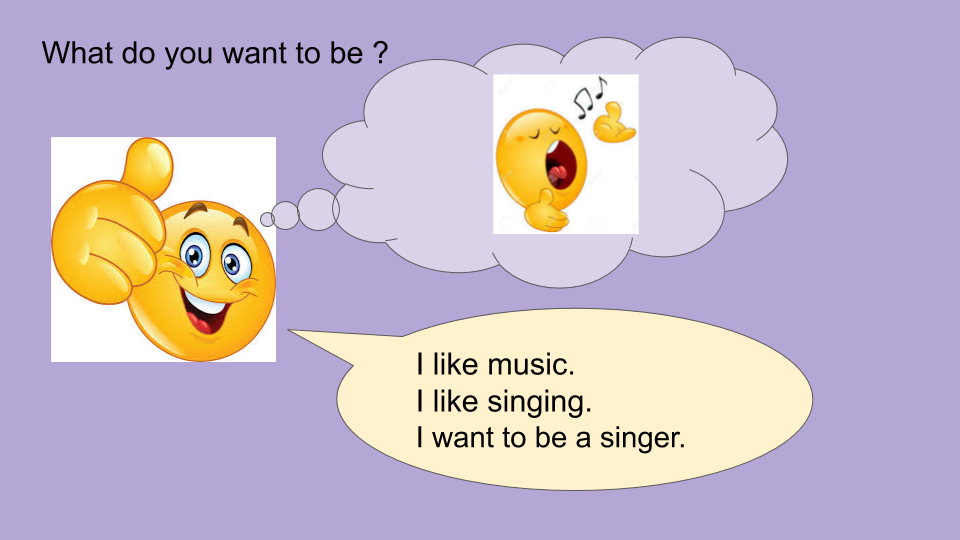 What do you want to be ?
I like music.
I like singing.
I want to be a singer.